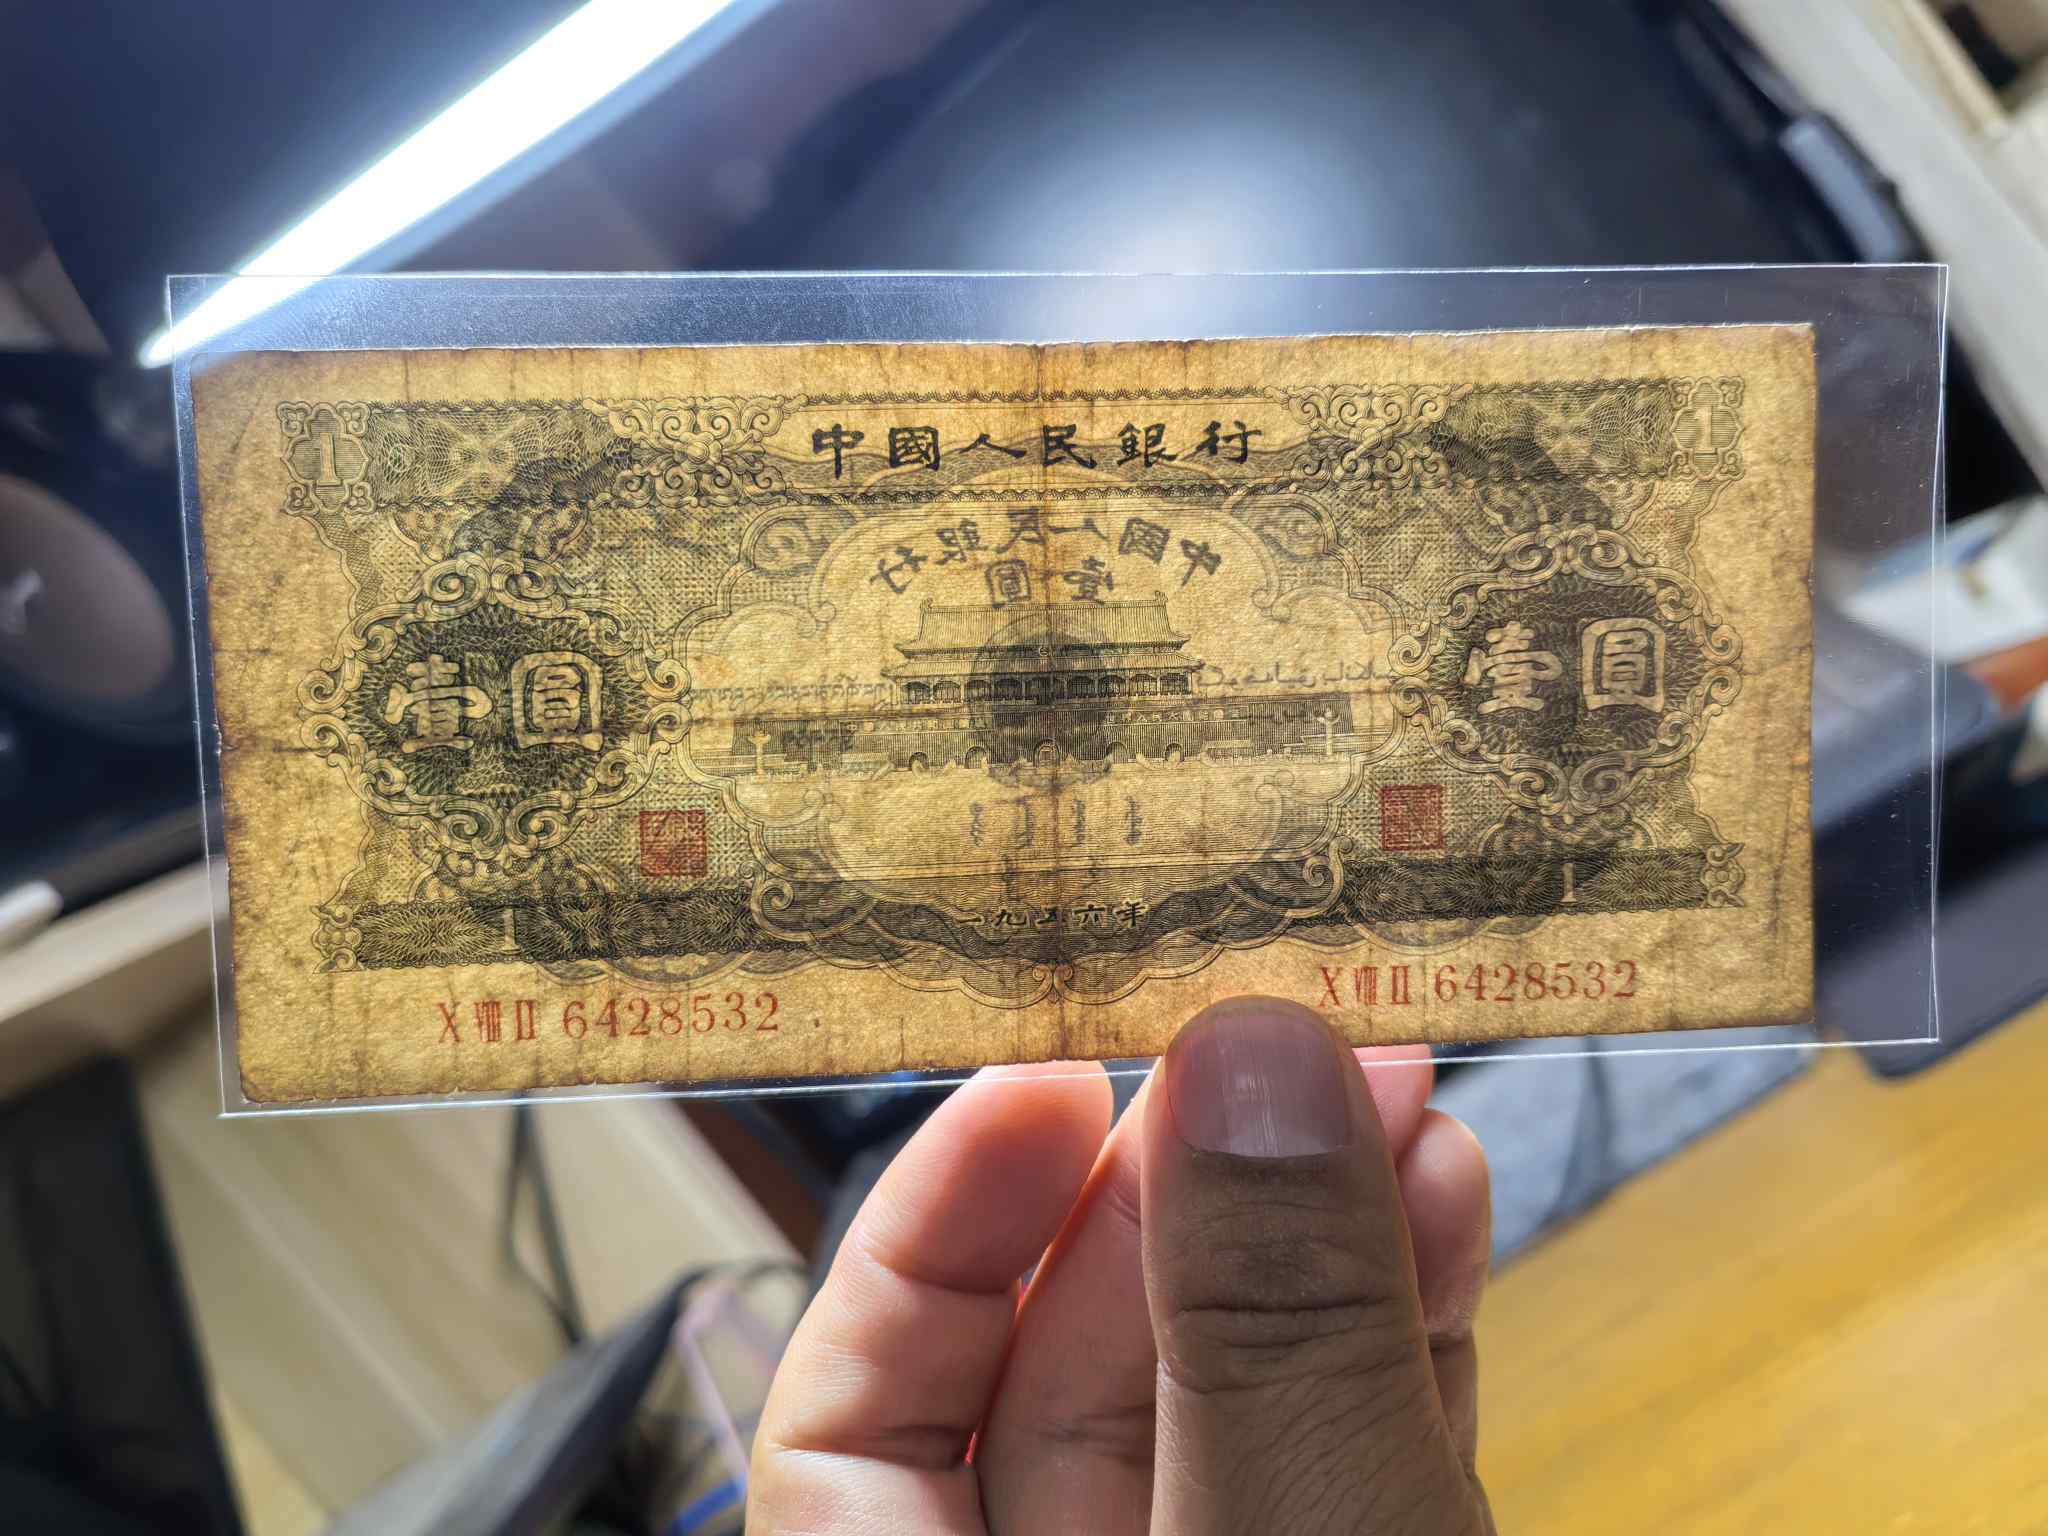 1 中國人民銀行 1
中國人民銀行
壹圓
壹圓 壹圓
一九五六年
1 1
X VIII II 6428532 X VIII II 6428532